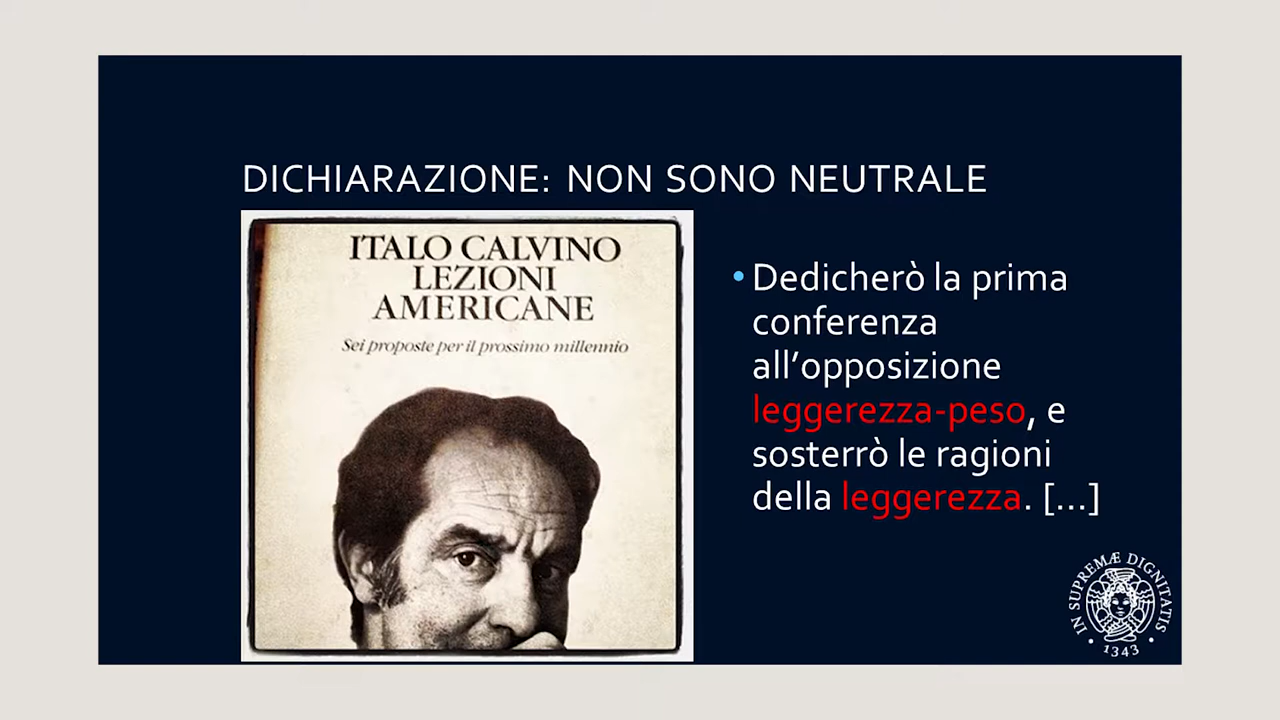 DICHIARAZIONE: NON SONO NEUTRALE
ITALO CALVINO
LEZIONI
AMERICANE
Sei proposte per il prossimo millennio
• Dedicherò la prima
conferenza
all’opposizione
leggerezza-peso, e
sosterrò le ragioni
della leggerezza. [...]
• IN SUPREMÆ DIGNITATIS •
1343